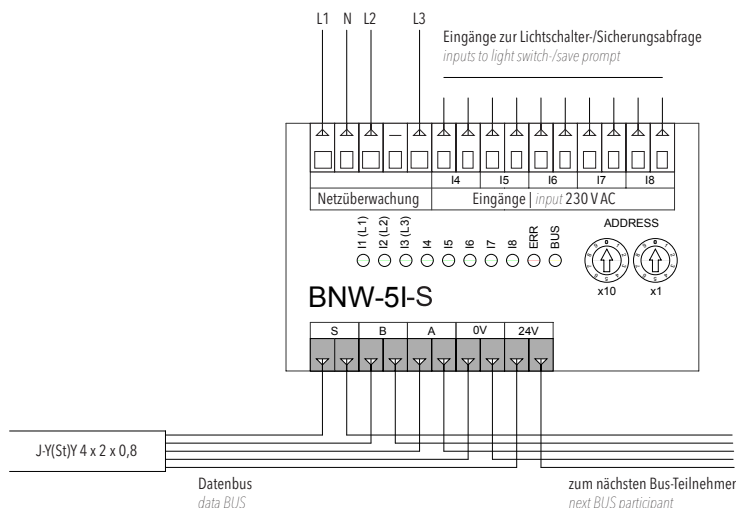 L1 N L2 L3
Eingänge zur Lichtschalter-/Sicherungsabfrage
inputs to light switch-/save prompt
I4 I5 I6 I7 I8
Netzüberwachung Eingänge | input 230 V AC
I1 (L1) I2 (L2) I3 (L3) I4 I5 I6 I7 I8 ERR BUS
ADDRESS
x10 x1
BNW-5I-S
S B A 0V 24V
J-Y(St)Y 4 x 2 x 0,8
Datenbus
data BUS
zum nächsten Bus-Teilnehmer
next BUS participant